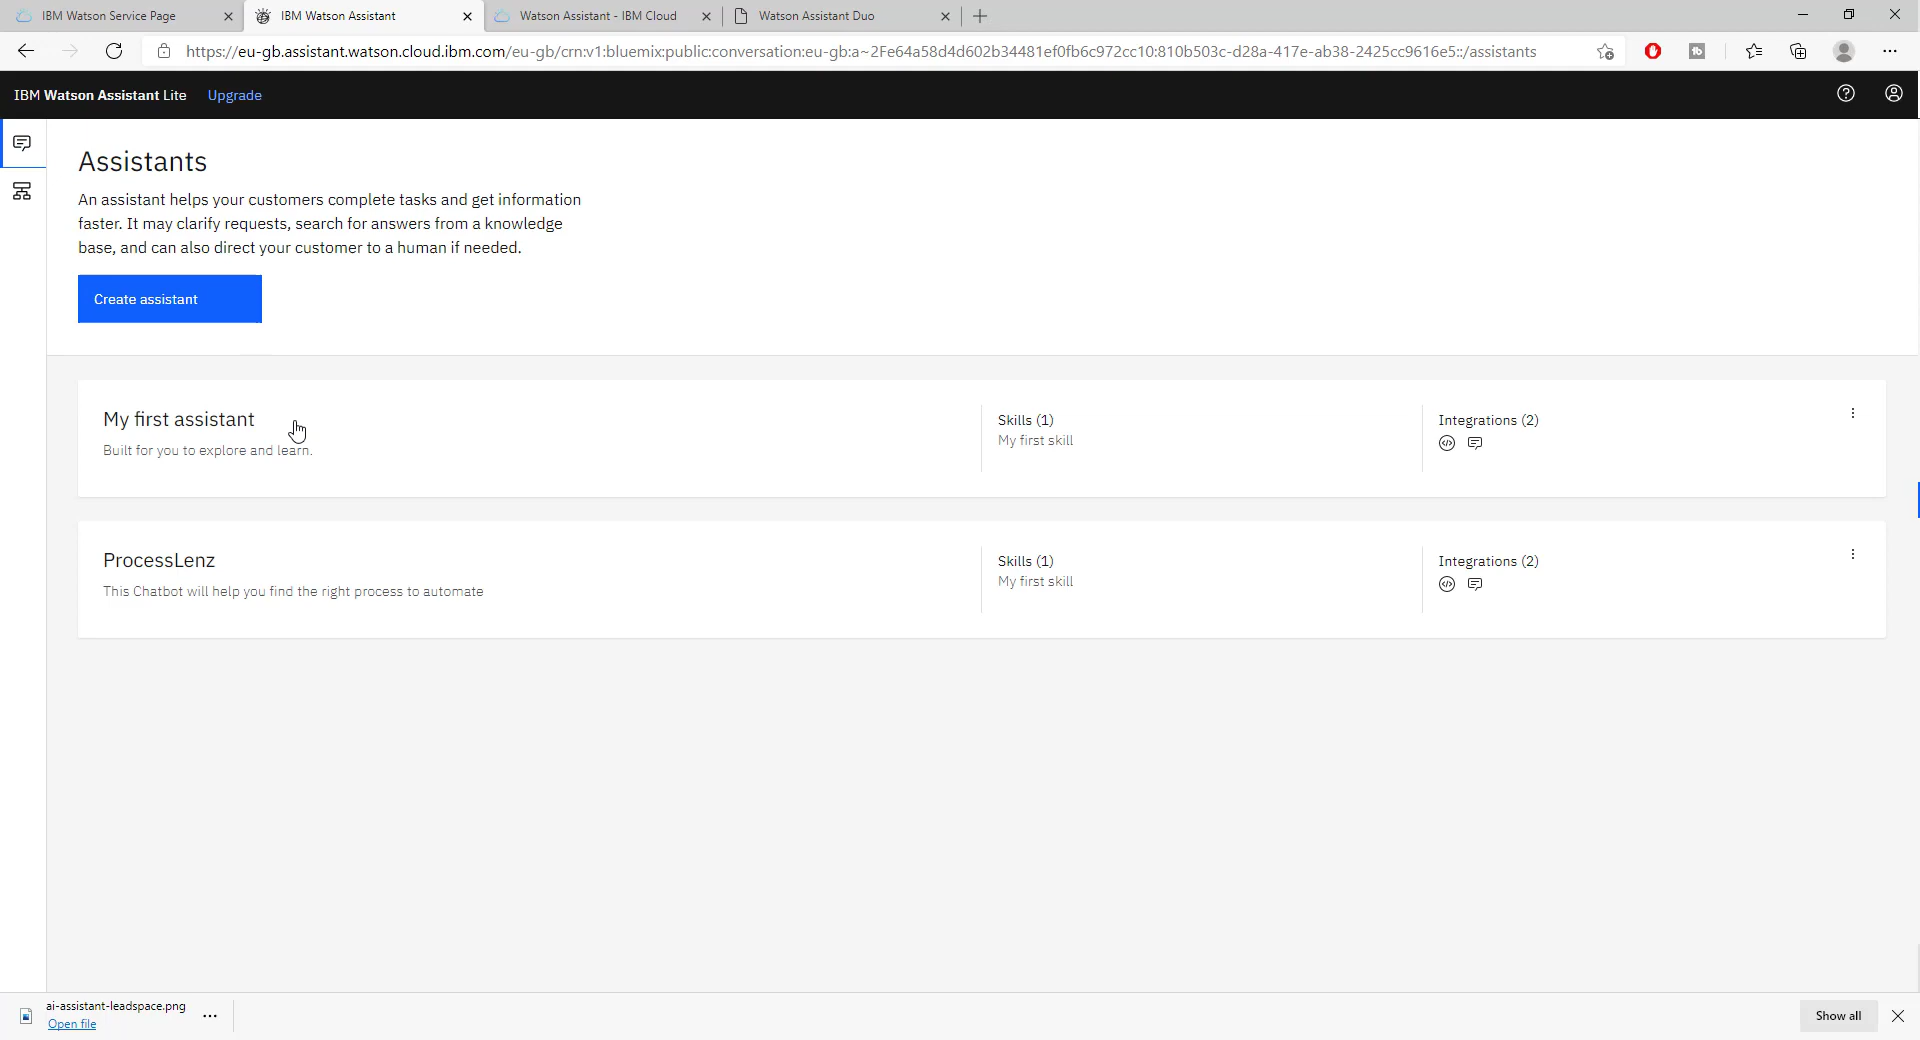 IBM Watson Service Page
IBM Watson Assistant
Watson Assistant - IBM Cloud
Watson Assistant Duo
https://eu-gb.assistant.watson.cloud.ibm.com/eu-gb/crn:v1:bluemix:public:conversation:eu-gb:a~2Fe64a58d4d602b34481ef0fb6c972cc10:810b503c-d28a-417e-ab38-2425cc9616e5::/assistants
IBM Watson Assistant Lite Upgrade
Assistants
An assistant helps your customers complete tasks and get information
faster. It may clarify requests, search for answers from a knowledge
base, and can also direct your customer to a human if needed.
Create assistant
My first assistant
Built for you to explore and learn.
Skills (1)
My first skill
Integrations (2)
ProcessLenz
This Chatbot will help you find the right process to automate
Skills (1)
My first skill
Integrations (2)
ai-assistant-leadspace.png
Open file
Show all